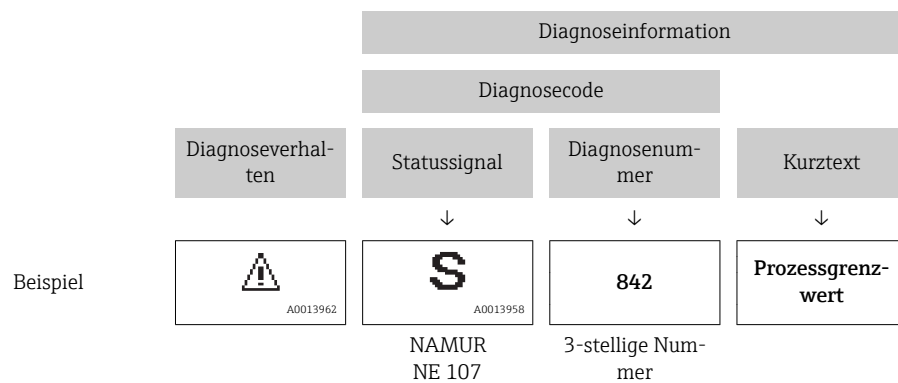 Diagnoseinformation
Diagnosecode
Diagnoseverhal-
ten
Statussignal
Diagnosenum-
mer
Kurztext
↓ ↓ ↓
Beispiel
A0013962
S
A0013958
842
Prozessgrenz-
wert
NAMUR
NE 107
3-stellige Num-
mer